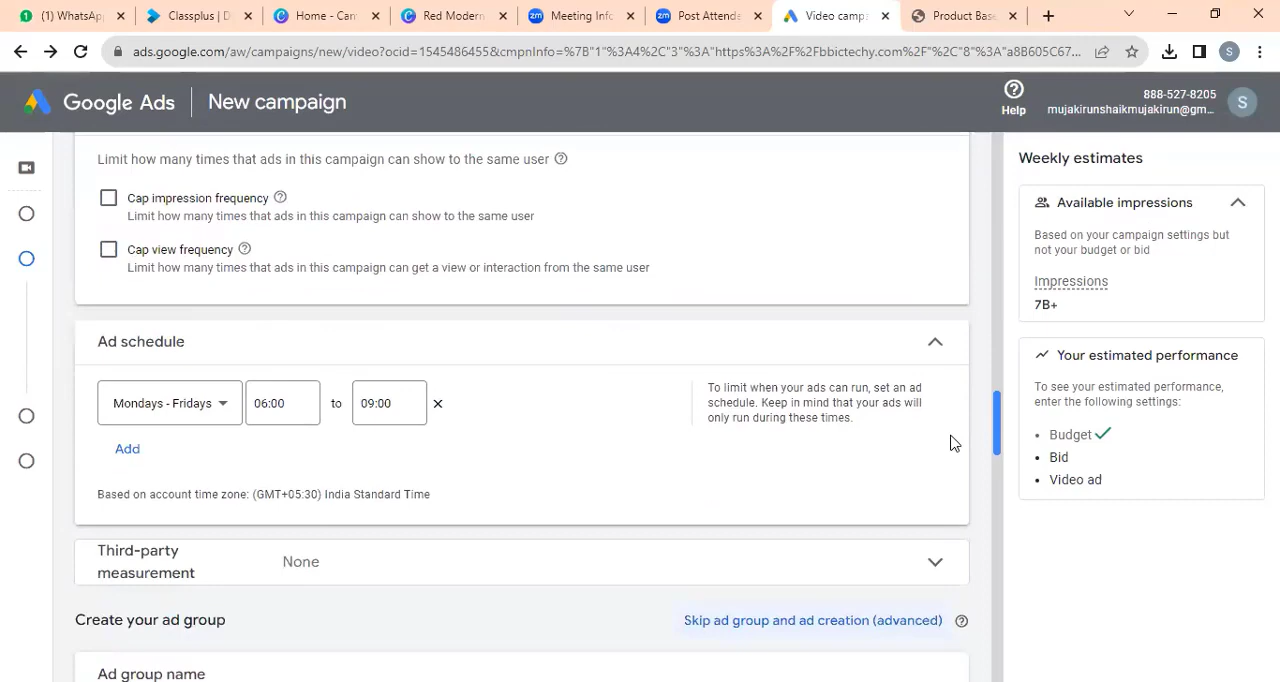 (1) WhatsApp
Classplus | D
Home - Can
Red Modern
Meeting Info
Post Attende
Video camp
Product Base
ads.google.com/aw/campaigns/new/video?ocid=1545486455&cmpnInfo=%7B"1"%3A4%2C"3"%3A"https%3A%2F%2Fbbictechy.com%2F"%2C"8"%3A"a8B605C67...
S
Google Ads
New campaign
Help
888-527-8205
mujakirunshaikmujakirun@gm...
S
Limit how many times that ads in this campaign can show to the same user
Cap impression frequency
Limit how many times that ads in this campaign can show to the same user
Cap view frequency
Limit how many times that ads in this campaign can get a view or interaction from the same user
Ad schedule
Mondays - Fridays
06:00
to
09:00
Add
To limit when your ads can run, set an ad
schedule. Keep in mind that your ads will
only run during these times.
Based on account time zone: (GMT+05:30) India Standard Time
Third-party
measurement
None
Create your ad group
Skip ad group and ad creation (advanced)
Ad group name
Weekly estimates
Available impressions
Based on your campaign settings but
not your budget or bid
Impressions
7B+
Your estimated performance
To see your estimated performance,
enter the following settings:
Budget
Bid
Video ad